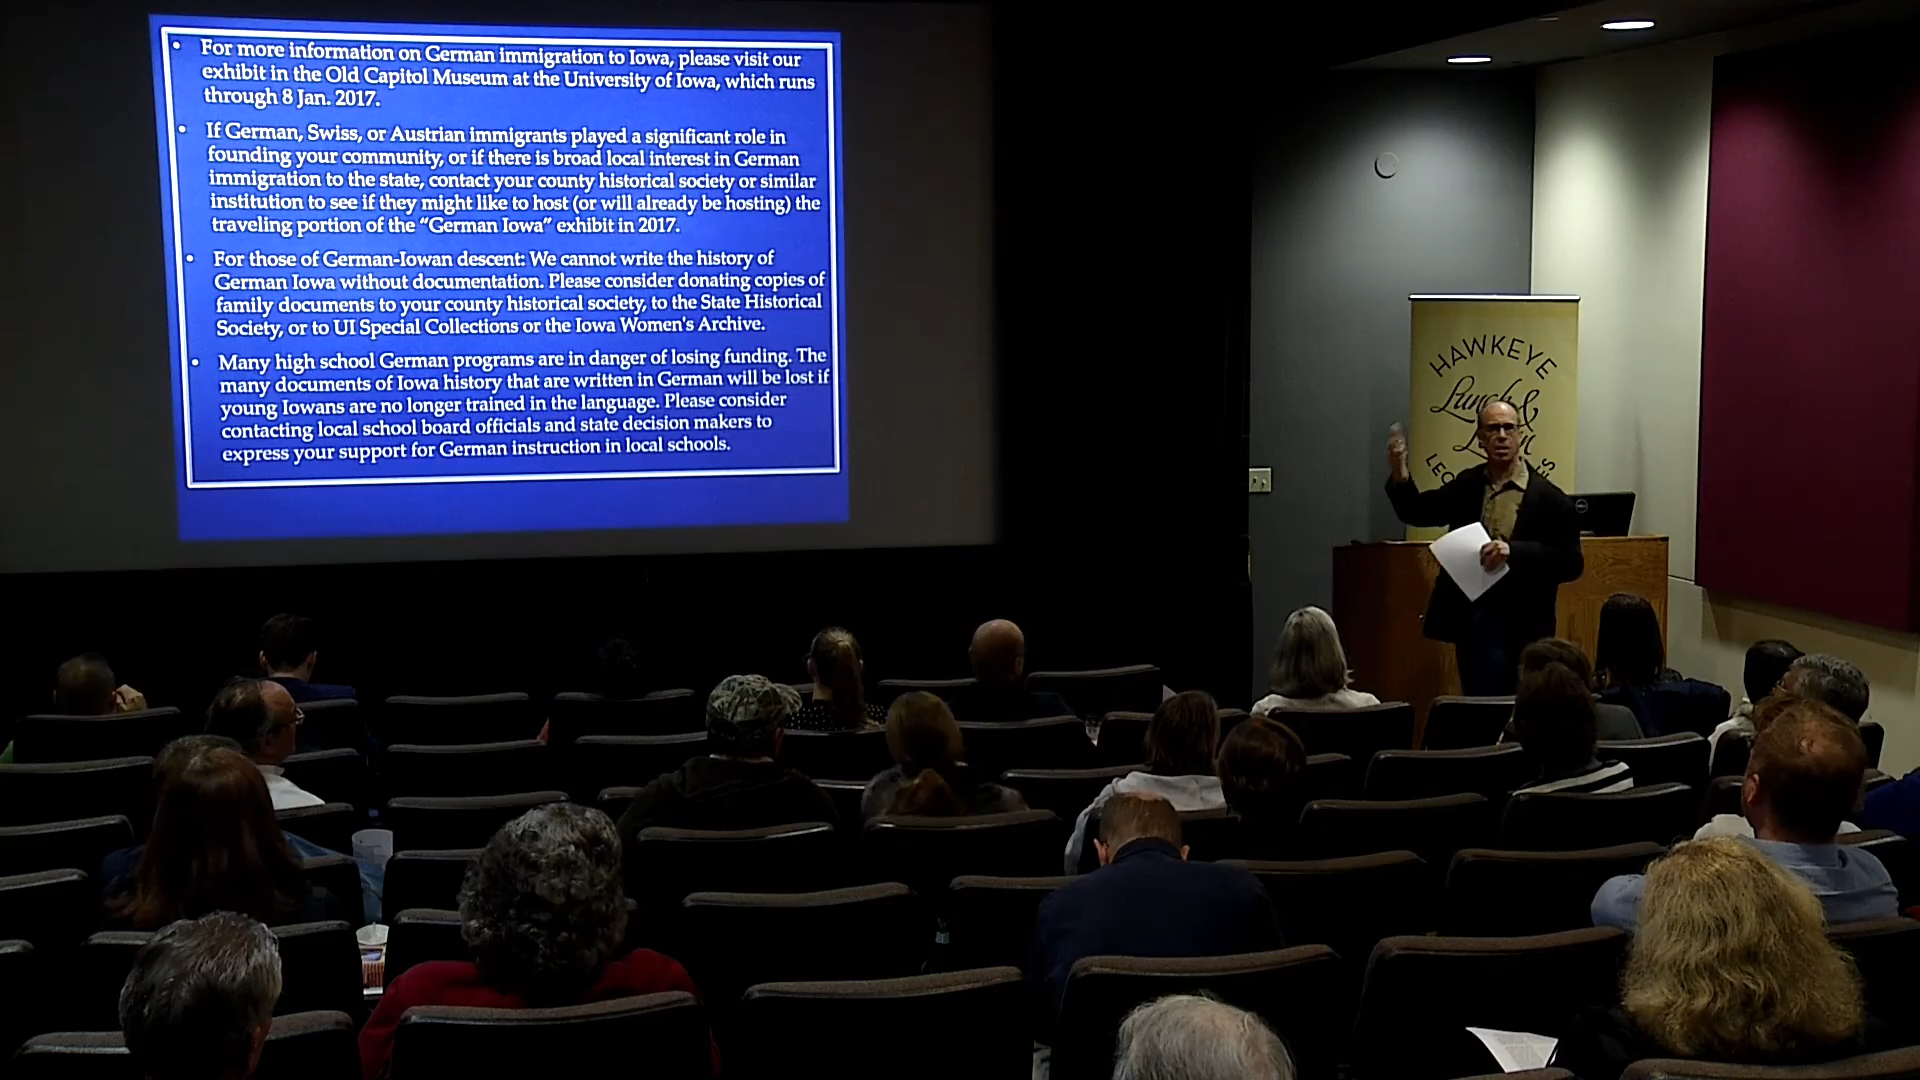 • For more information on German immigration to Iowa, please visit our
exhibit in the Old Capitol Museum at the University of Iowa, which runs
through 8 Jan. 2017.
• If German, Swiss, or Austrian immigrants played a significant role in
founding your community, or if there is broad local interest in German
immigration to the state, contact your county historical society or similar
institution to see if they might like to host (or will already be hosting) the
traveling portion of the “German Iowa” exhibit in 2017.
• For those of German-Iowan descent: We cannot write the history of
German Iowa without documentation. Please consider donating copies of
family documents to your county historical society, to the State Historical
Society, or to UI Special Collections or the Iowa Women's Archive.
• Many high school German programs are in danger of losing funding. The
many documents of Iowa history that are written in German will be lost if
young Iowans are no longer trained in the language. Please consider
contacting local school board officials and state decision makers to
express your support for German instruction in local schools.
HAWKEYE
Lunch &